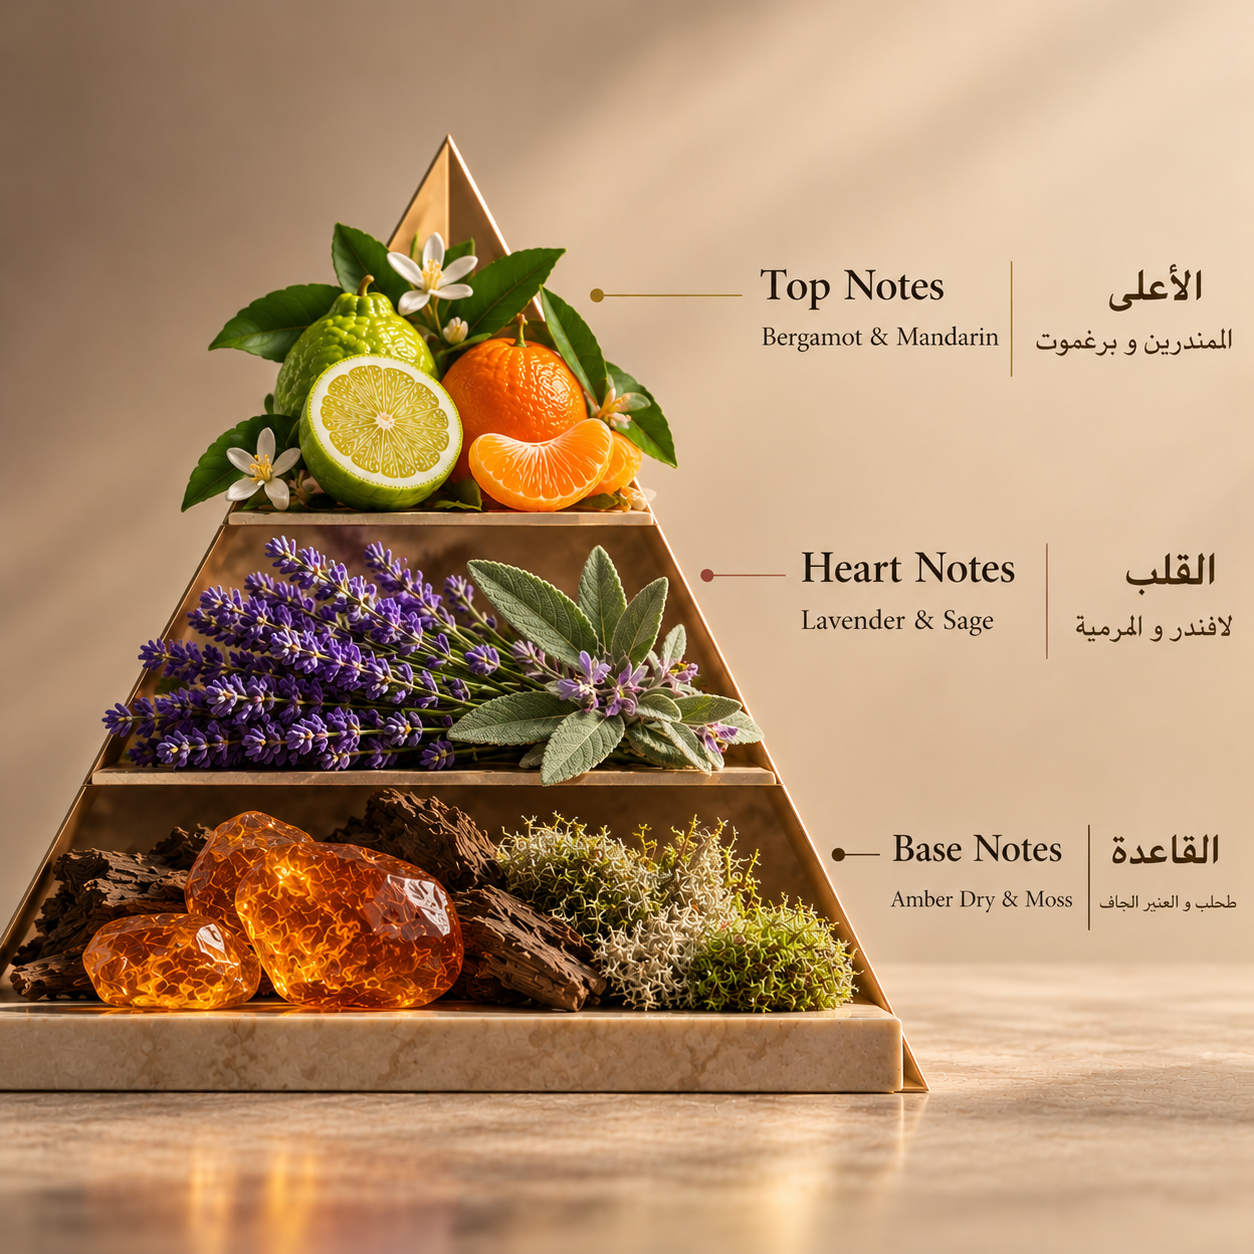 Top Notes
الأعلى
Bergamot & Mandarin
المندرين و برغموت
Heart Notes
القلب
Lavender & Sage
لافندر و المرمية
Base Notes
القاعدة
Amber Dry & Moss
طحلب و العنبر الجاف